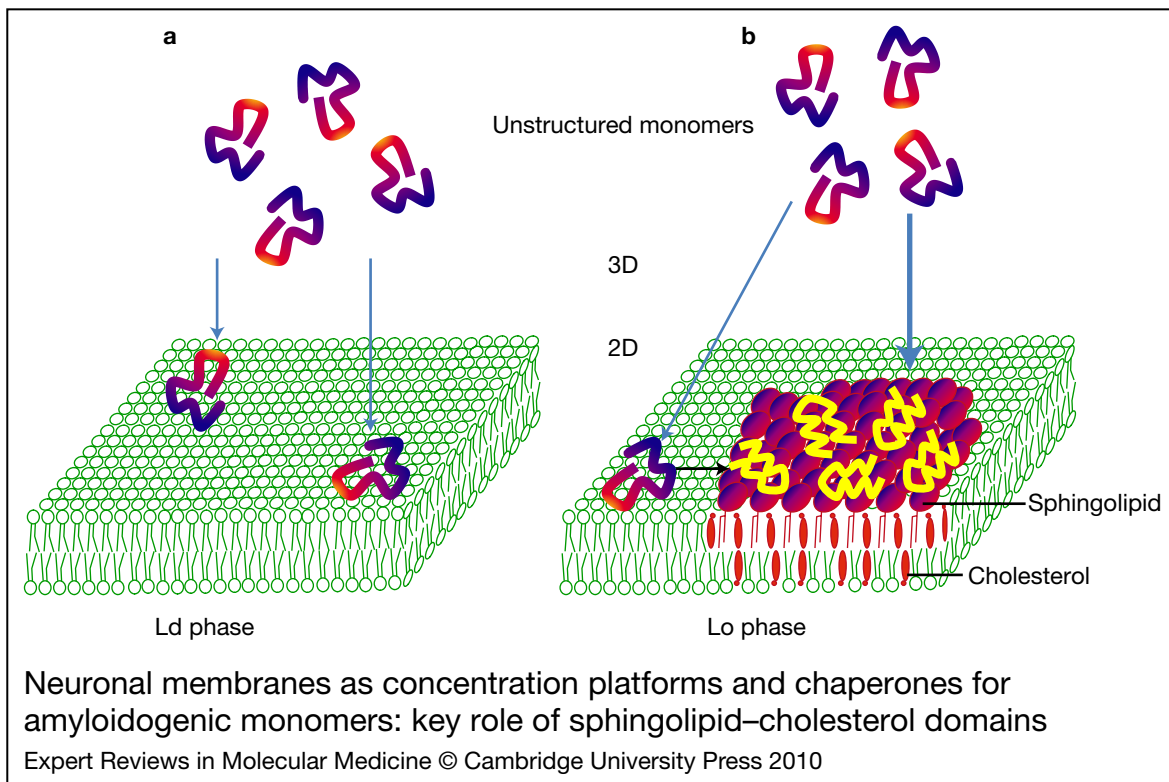 a
b
Unstructured monomers
3D
2D
Sphingolipid
Cholesterol
Ld phase
Lo phase
Neuronal membranes as concentration platforms and chaperones for
amyloidogenic monomers: key role of sphingolipid–cholesterol domains
Expert Reviews in Molecular Medicine © Cambridge University Press 2010